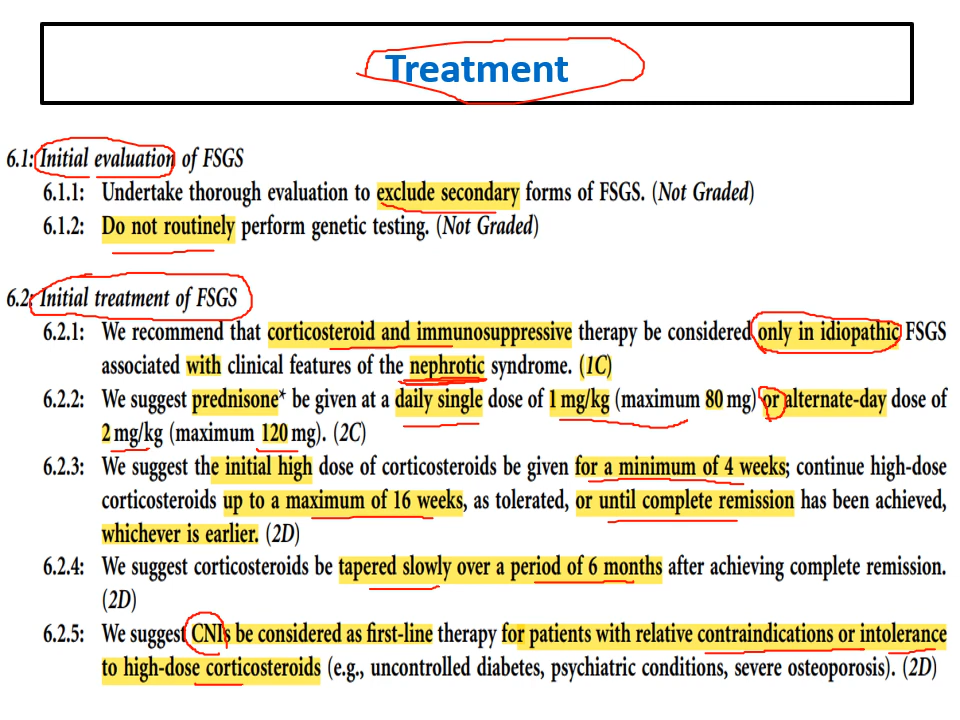 Treatment
6.1: Initial evaluation of FSGS
6.1.1: Undertake thorough evaluation to exclude secondary forms of FSGS. (Not Graded)
6.1.2: Do not routinely perform genetic testing. (Not Graded)
6.2: Initial treatment of FSGS
6.2.1: We recommend that corticosteroid and immunosuppressive therapy be considered only in idiopathic FSGS
associated with clinical features of the nephrotic syndrome. (1C)
6.2.2: We suggest prednisone* be given at a daily single dose of 1 mg/kg (maximum 80 mg) or alternate-day dose of
2 mg/kg (maximum 120 mg). (2C)
6.2.3: We suggest the initial high dose of corticosteroids be given for a minimum of 4 weeks; continue high-dose
corticosteroids up to a maximum of 16 weeks, as tolerated, or until complete remission has been achieved,
whichever is earlier. (2D)
6.2.4: We suggest corticosteroids be tapered slowly over a period of 6 months after achieving complete remission.
(2D)
6.2.5: We suggest CNIs be considered as first-line therapy for patients with relative contraindications or intolerance
to high-dose corticosteroids (e.g., uncontrolled diabetes, psychiatric conditions, severe osteoporosis). (2D)